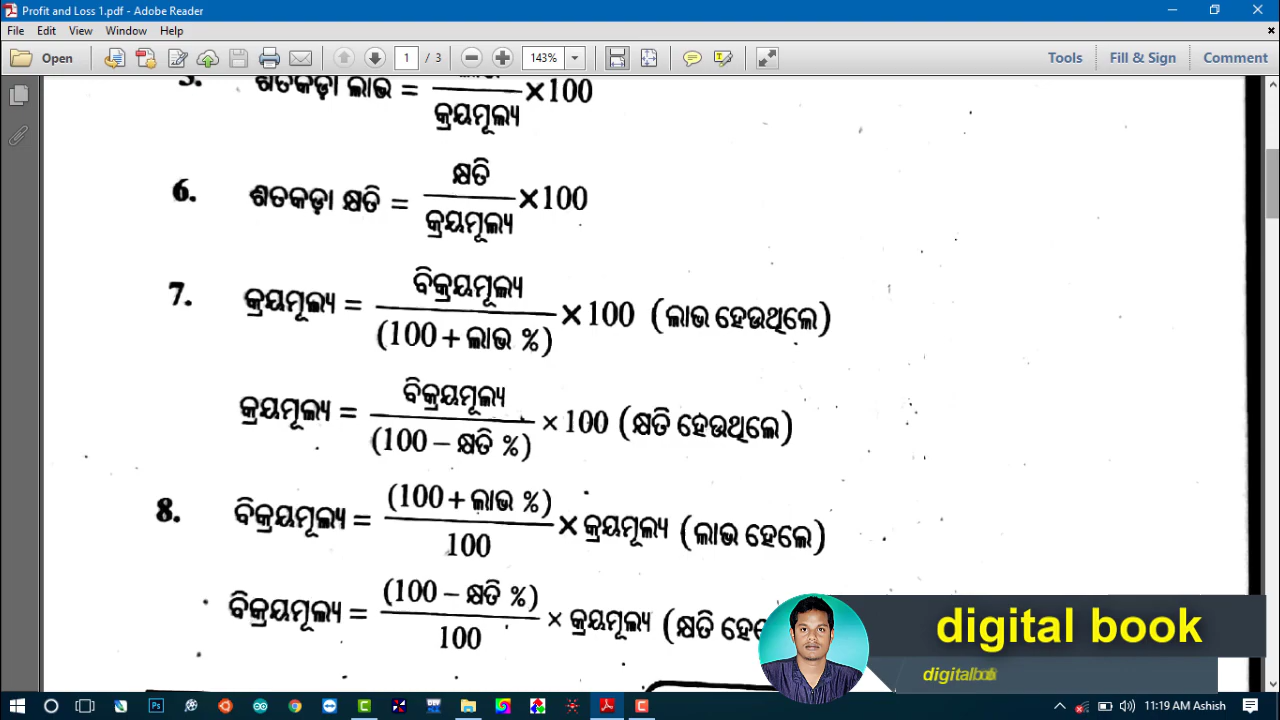 Profit and Loss 1.pdf - Adobe Reader
File Edit View Window Help
Open 1 / 3 143% Tools Fill & Sign Comment
5. ଶତକଡ଼ା ଲାଭ = ―― ×100
କ୍ରୟମୂଲ୍ୟ
6. ଶତକଡ଼ା କ୍ଷତି = କ୍ଷତି / କ୍ରୟମୂଲ୍ୟ ×100
7. କ୍ରୟମୂଲ୍ୟ = ବିକ୍ରୟମୂଲ୍ୟ / (100 + ଲାଭ %) ×100 (ଲାଭ ହେଉଥିଲେ)
କ୍ରୟମୂଲ୍ୟ = ବିକ୍ରୟମୂଲ୍ୟ / (100 – କ୍ଷତି %) × 100 (କ୍ଷତି ହେଉଥିଲେ)
8. ବିକ୍ରୟମୂଲ୍ୟ = (100 + ଲାଭ %) / 100 × କ୍ରୟମୂଲ୍ୟ (ଲାଭ ହେଲେ)
ବିକ୍ରୟମୂଲ୍ୟ = (100 – କ୍ଷତି %) / 100 × କ୍ରୟମୂଲ୍ୟ (କ୍ଷତି
digital book
11:19 AM Ashish